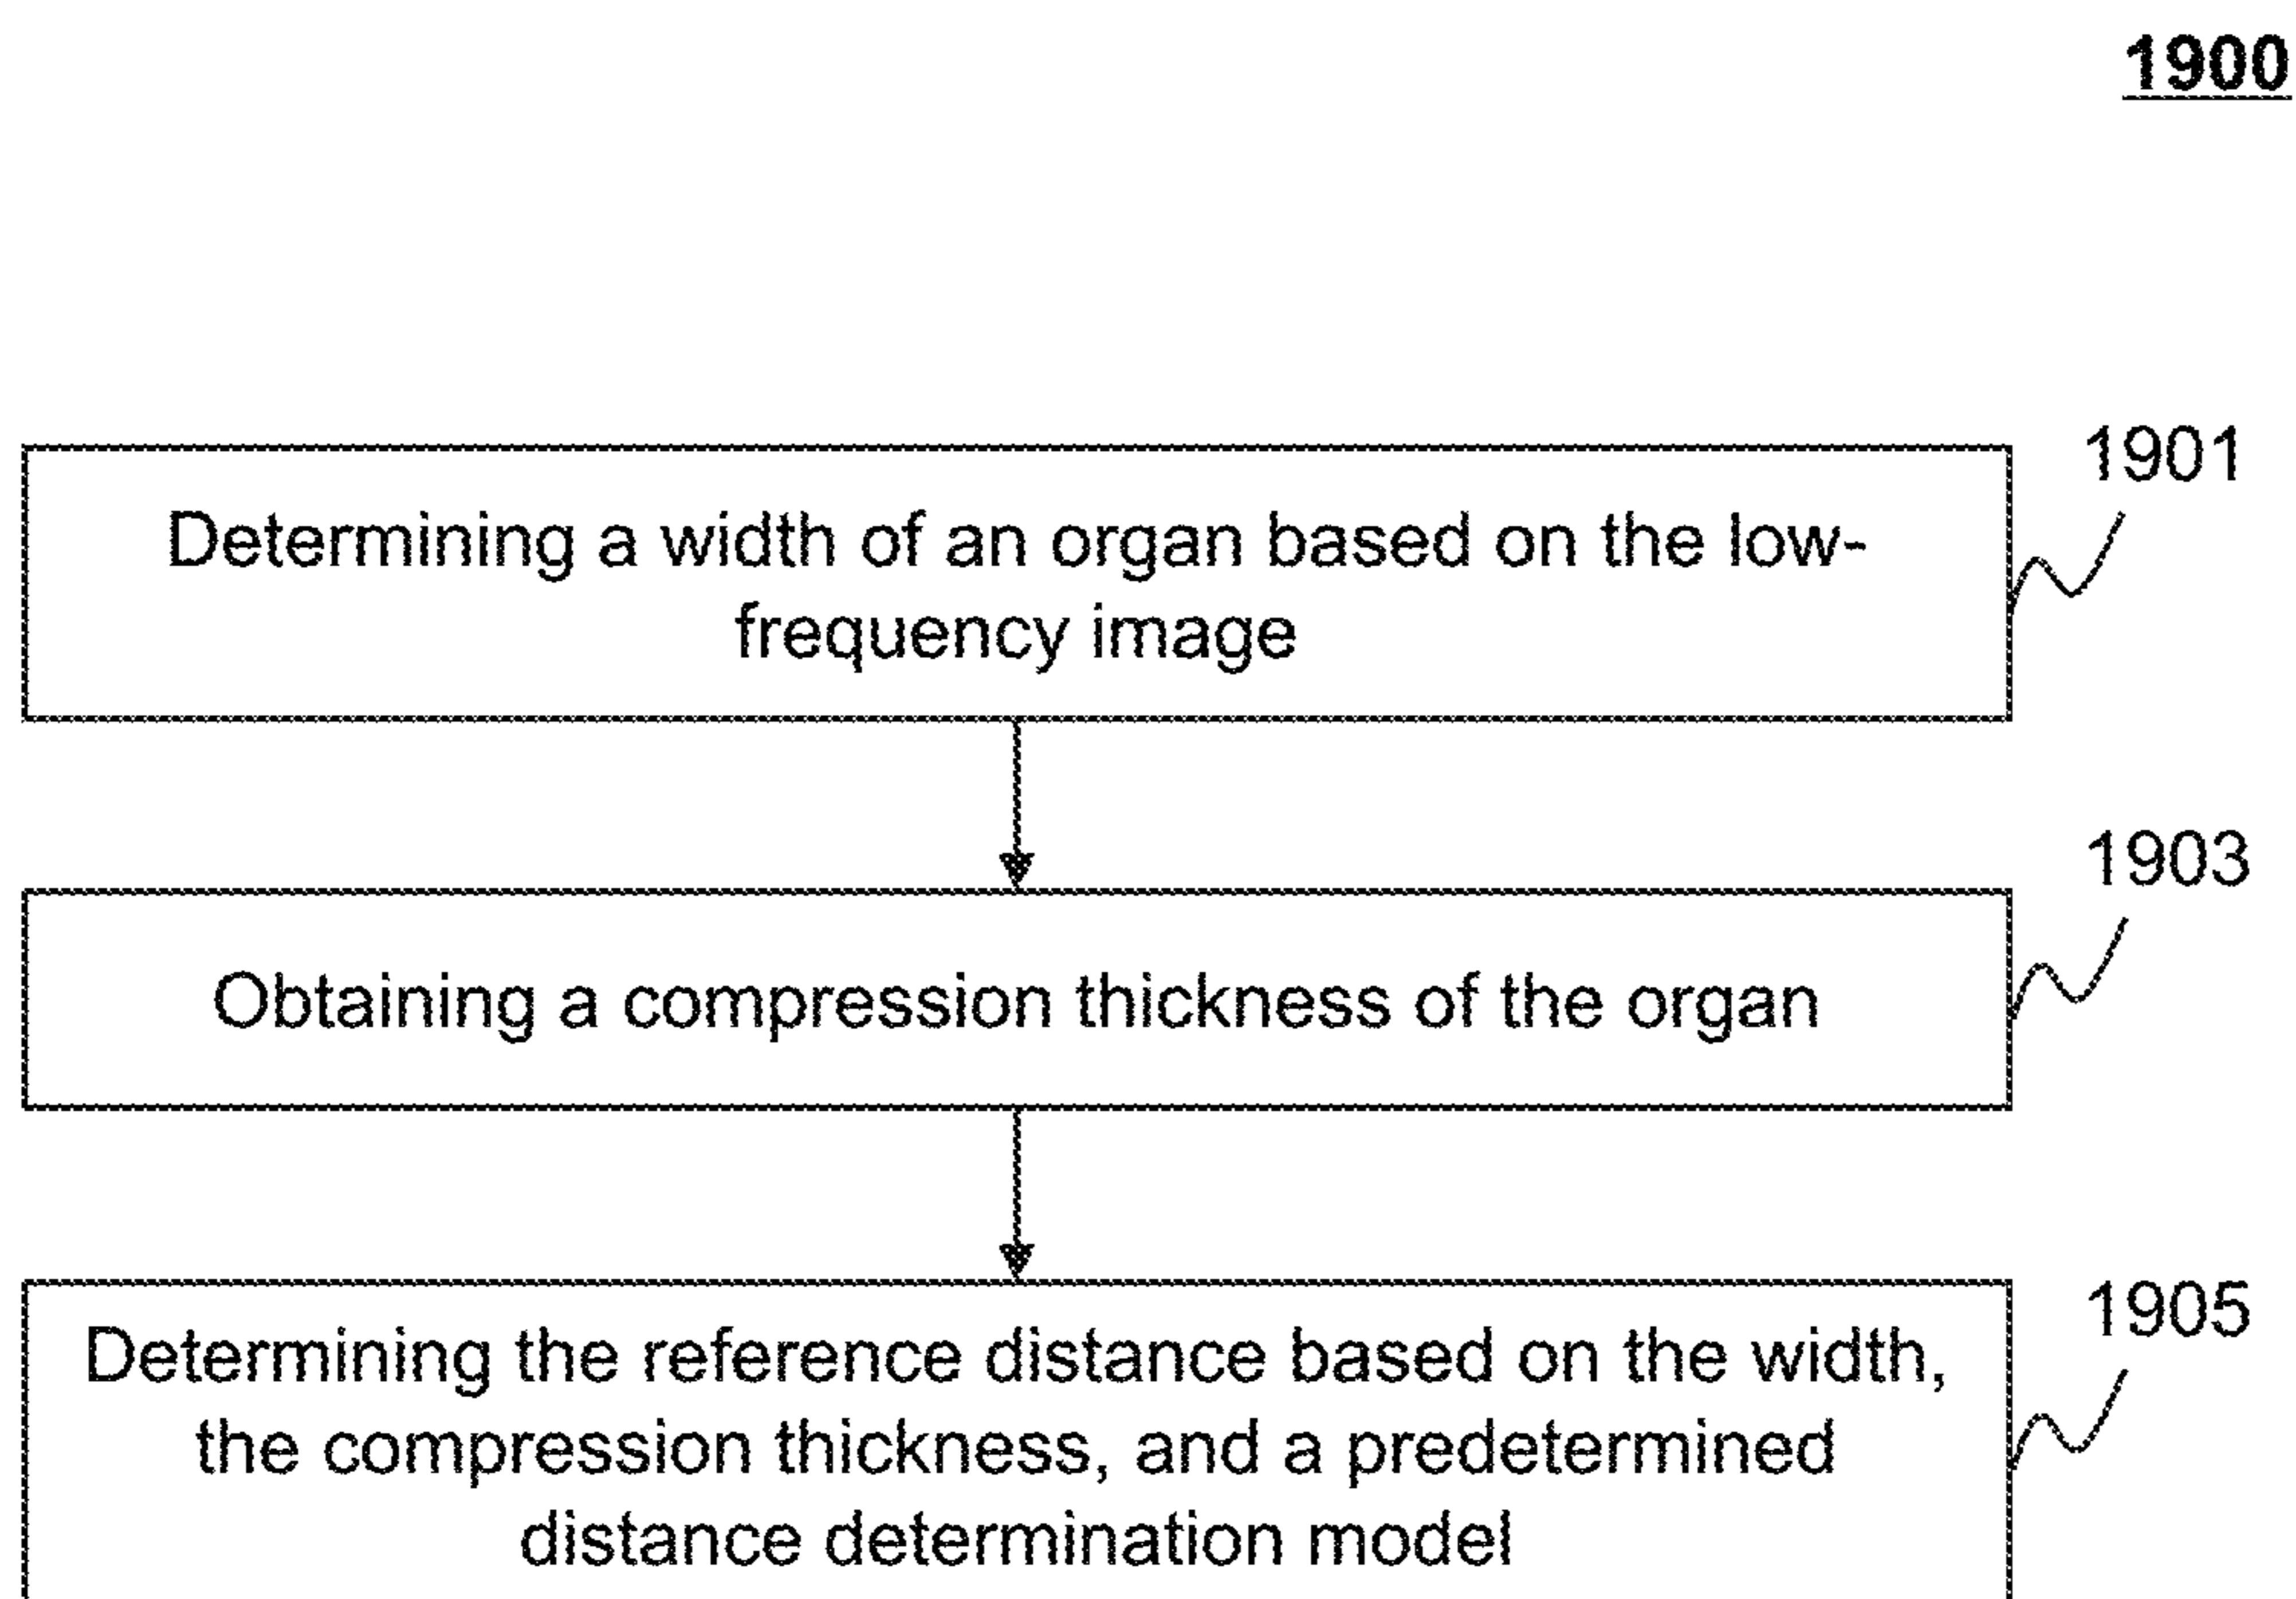 1900
1901
Determining a width of an organ based on the low-
frequency image
1903
Obtaining a compression thickness of the organ
1905
Determining the reference distance based on the width,
the compression thickness, and a predetermined
distance determination model